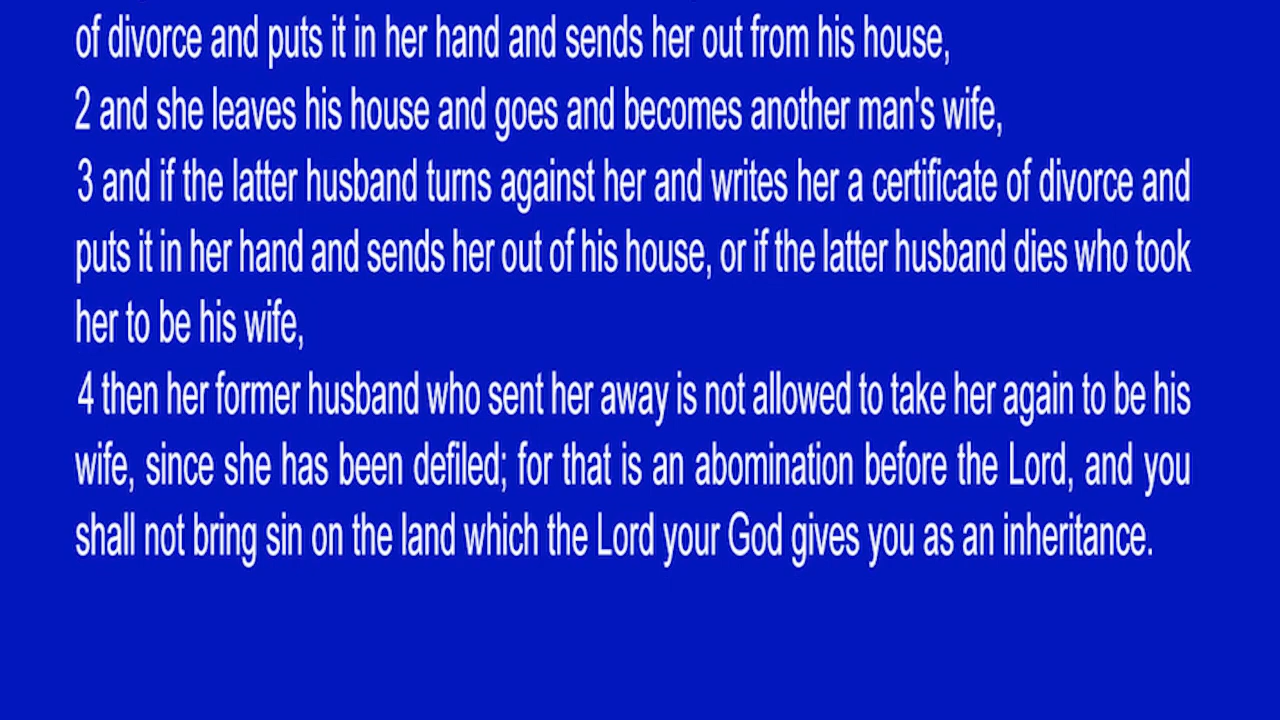 of divorce and puts it in her hand and sends her out from his house,
2 and she leaves his house and goes and becomes another man's wife,
3 and if the latter husband turns against her and writes her a certificate of divorce and
puts it in her hand and sends her out of his house, or if the latter husband dies who took
her to be his wife,
4 then her former husband who sent her away is not allowed to take her again to be his
wife, since she has been defiled; for that is an abomination before the Lord, and you
shall not bring sin on the land which the Lord your God gives you as an inheritance.